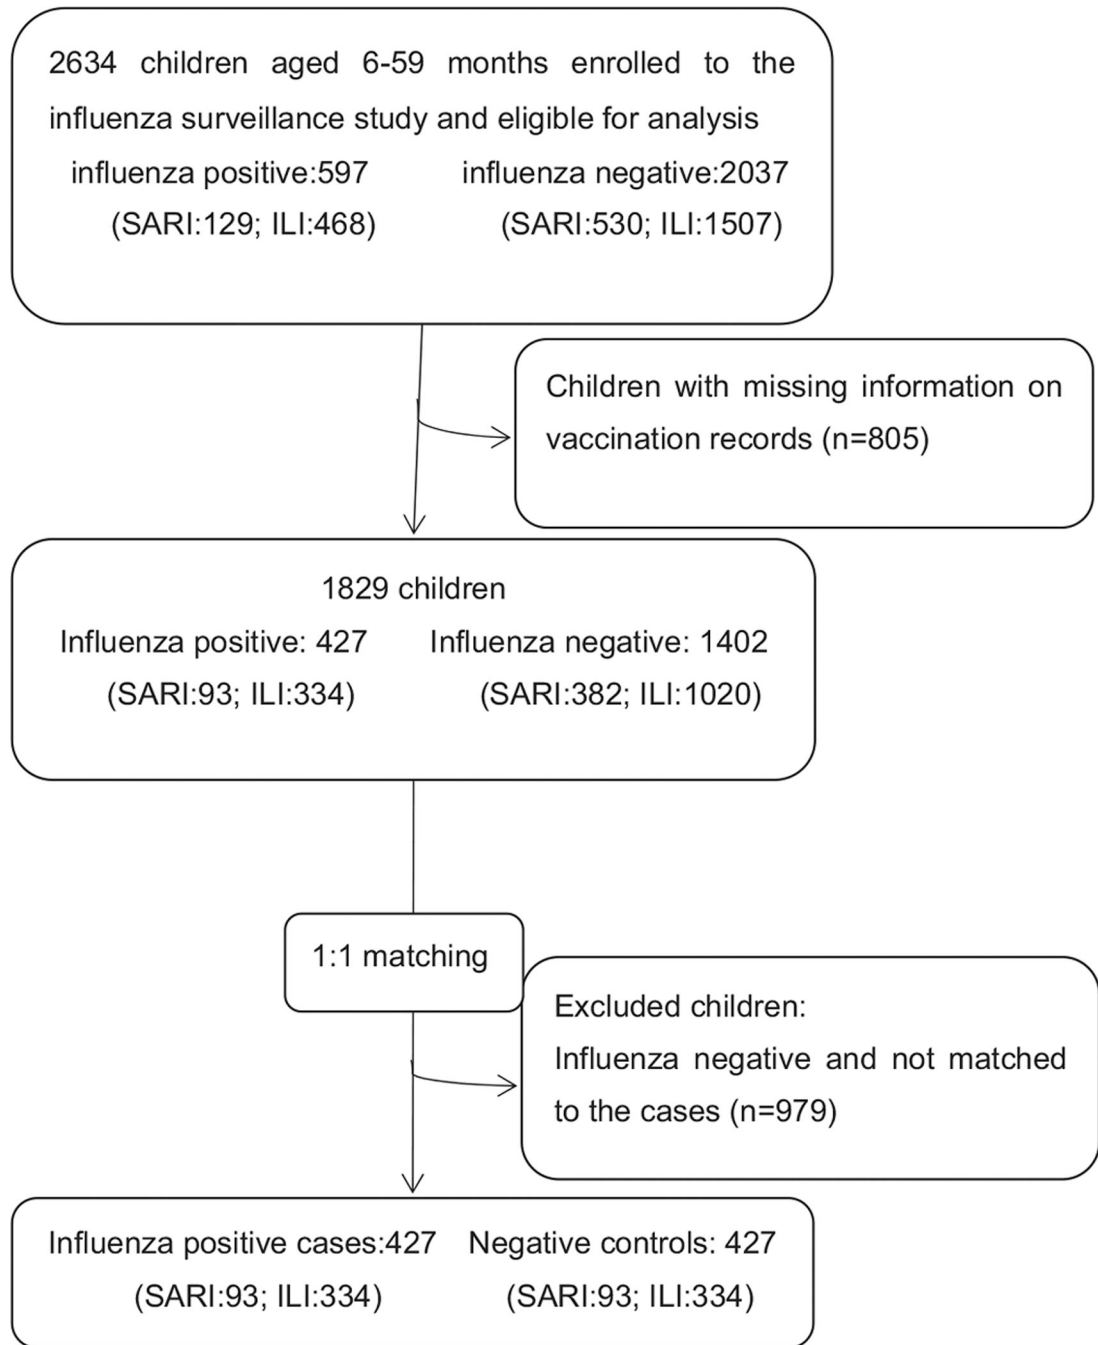 2634 children aged 6-59 months enrolled to the
influenza surveillance study and eligible for analysis
influenza positive:597 influenza negative:2037
(SARI:129; ILI:468) (SARI:530; ILI:1507)
Children with missing information on
vaccination records (n=805)
1829 children
Influenza positive: 427 Influenza negative: 1402
(SARI:93; ILI:334) (SARI:382; ILI:1020)
1:1 matching
Excluded children:
Influenza negative and not matched
to the cases (n=979)
Influenza positive cases:427 Negative controls: 427
(SARI:93; ILI:334) (SARI:93; ILI:334)